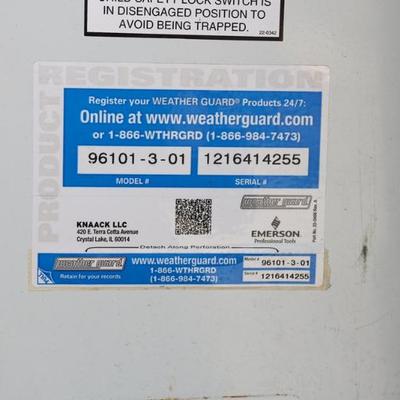 CHILD SAFETY LOCK SWITCH IS
IN DISENGAGED POSITION TO
AVOID BEING TRAPPED.
22-0342
PRODUCT REGISTRATION
Register your WEATHER GUARD® Products 24/7:
Online at www.weatherguard.com
or 1-866-WTHRGRD (1-866-984-7473)
96101-3-01 1216414255
MODEL # SERIAL #
KNAACK LLC
420 E. Terra Cotta Avenue
Crystal Lake, IL 60014
weather guard
EMERSON
Professional Tools
Detach Along Perforation
weather guard
Retain for your records
www.weatherguard.com
1-866-WTHRGRD
(1-866-984-7473)
Model # 96101-3-01
Serial # 1216414255